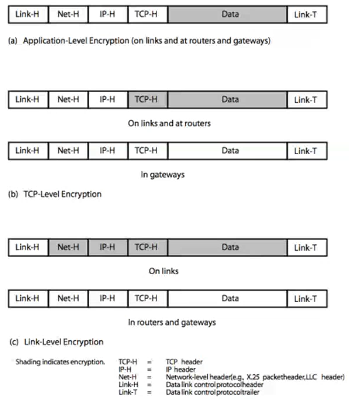 Link-H Net-H IP-H TCP-H Data Link-T
(a) Application-Level Encryption (on links and at routers and gateways)
Link-H Net-H IP-H TCP-H Data Link-T
On links and at routers
Link-H Net-H IP-H TCP-H Data Link-T
In gateways
(b) TCP-Level Encryption
Link-H Net-H IP-H TCP-H Data Link-T
On links
Link-H Net-H IP-H TCP-H Data Link-T
In routers and gateways
(c) Link-Level Encryption
Shading indicates encryption. TCP-H = TCP header
IP-H = IP header
Net-H = Network-level header(e.g., X.25 packetheader,LLC header)
Link-H = Data link controlprotocolheader
Link-T = Data link controlprotocoltrailer